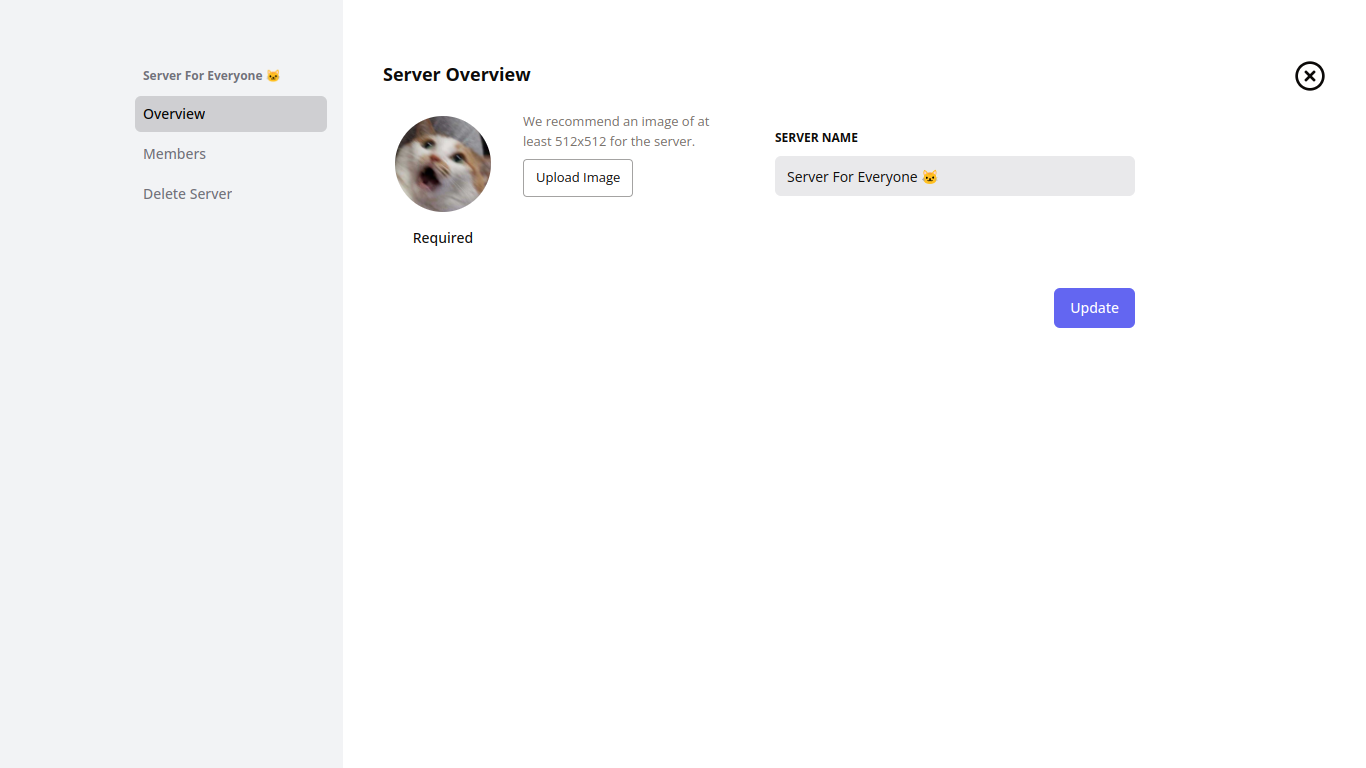 Server For Everyone 🐱
Overview
Members
Delete Server
Server Overview
We recommend an image of at
least 512x512 for the server.
Upload Image
Required
SERVER NAME
Server For Everyone 🐱
Update